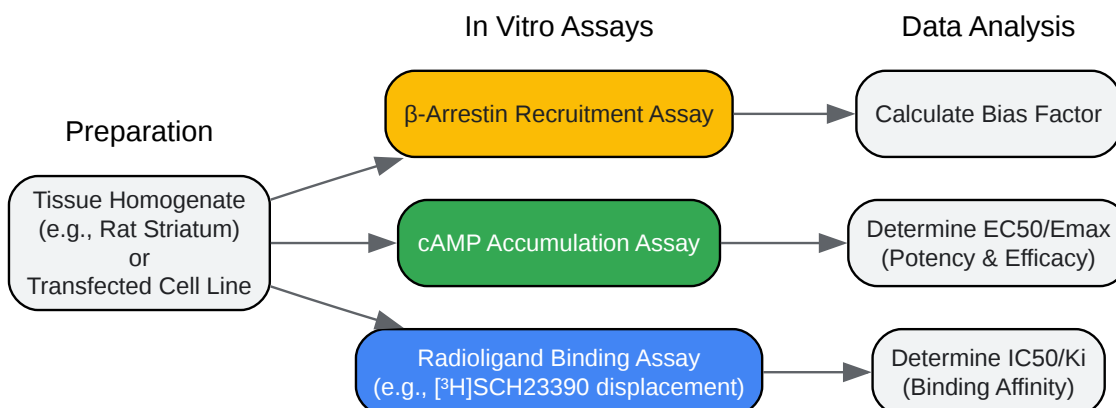 In Vitro Assays
Data Analysis
Preparation
β-Arrestin Recruitment Assay
Calculate Bias Factor
Tissue Homogenate
(e.g., Rat Striatum)
or
Transfected Cell Line
cAMP Accumulation Assay
Determine EC50/Emax
(Potency & Efficacy)
Radioligand Binding Assay
(e.g., [³H]SCH23390 displacement)
Determine IC50/Ki
(Binding Affinity)